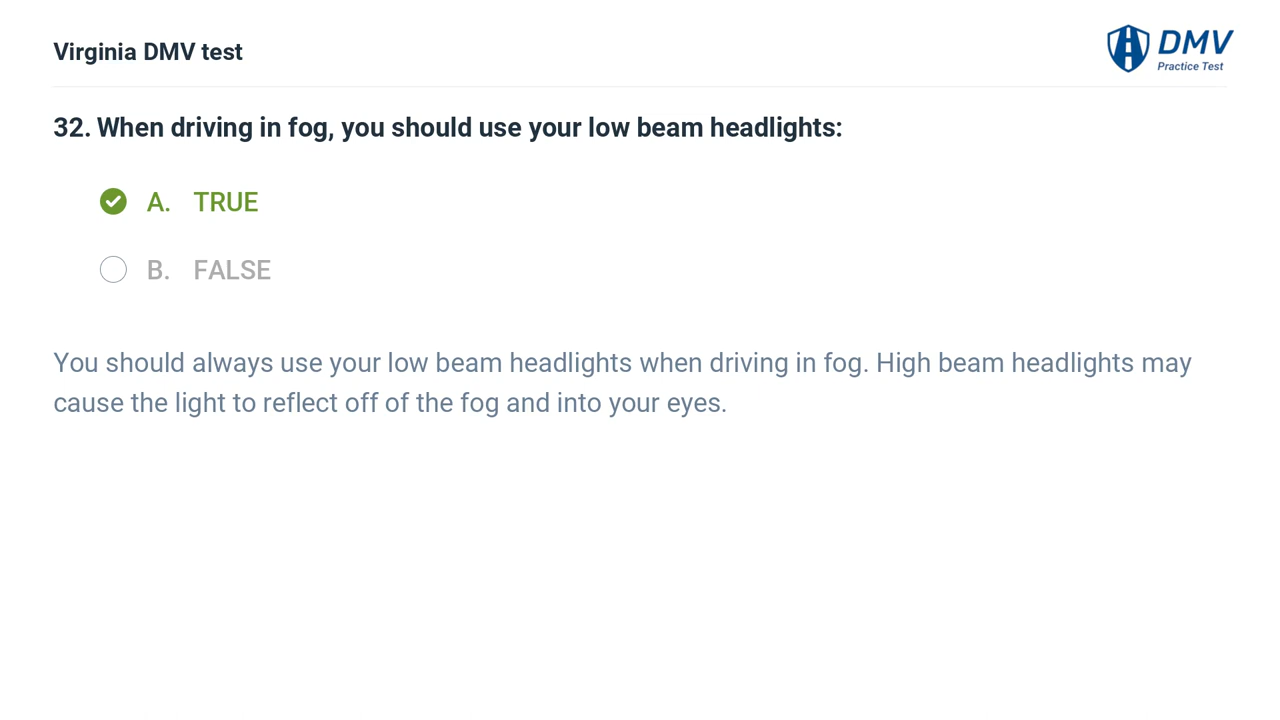 Virginia DMV test
DMV
Practice Test
32. When driving in fog, you should use your low beam headlights:
A. TRUE
B. FALSE
You should always use your low beam headlights when driving in fog. High beam headlights may
cause the light to reflect off of the fog and into your eyes.